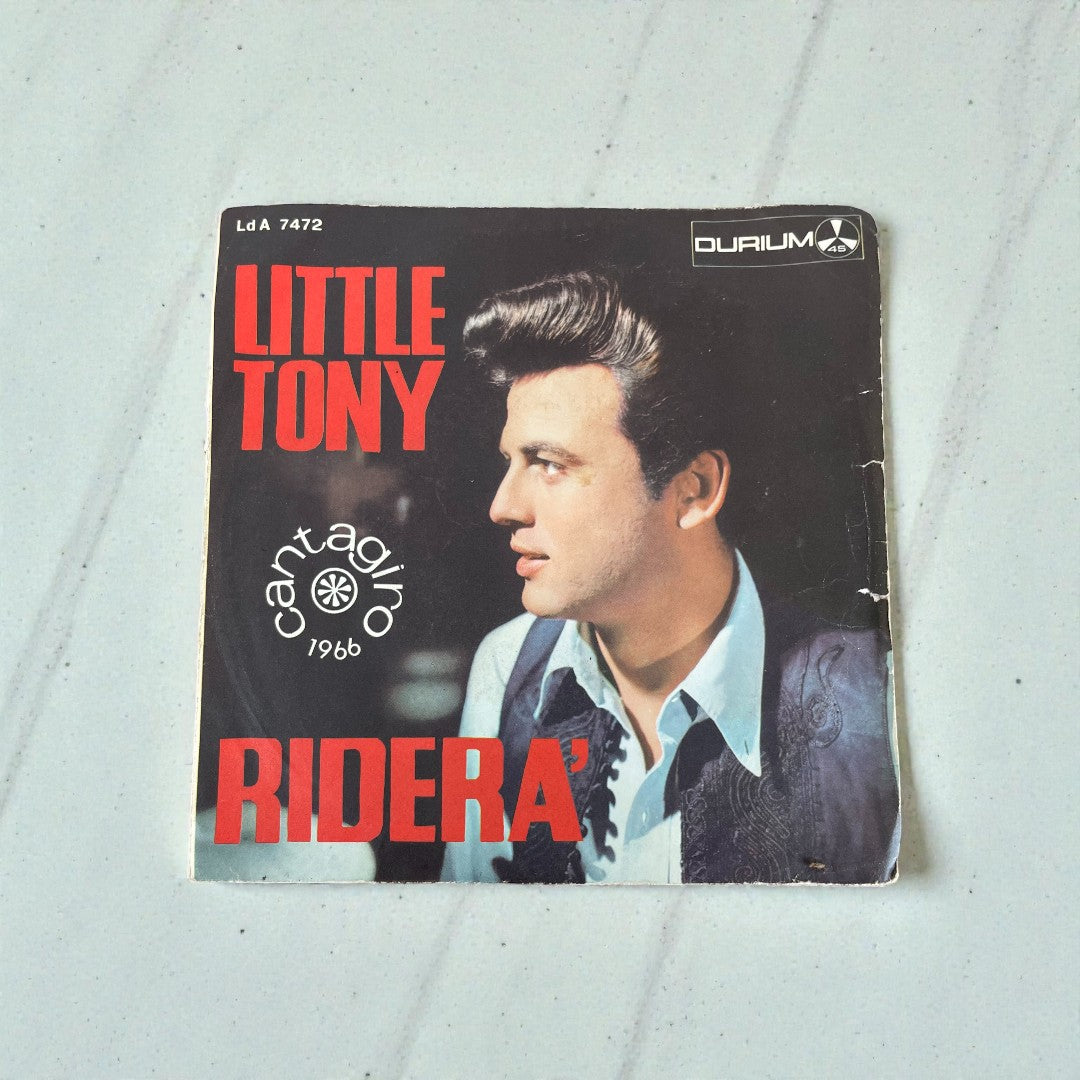 LdA 7472
DURIUM 45
LITTLE
TONY
cantagiro
1966
RIDERA'